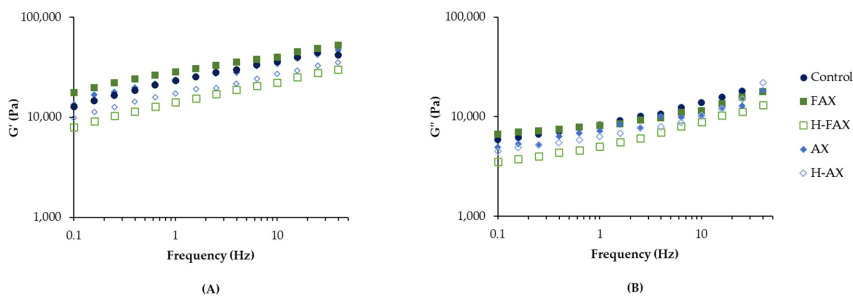 100,000
10,000
1,000
G' (Pa)
0.1 1 10
Frequency (Hz)
(A)
100,000
10,000
1,000
G'' (Pa)
0.1 1 10
Frequency (Hz)
(B)
Control
FAX
H-FAX
AX
H-AX